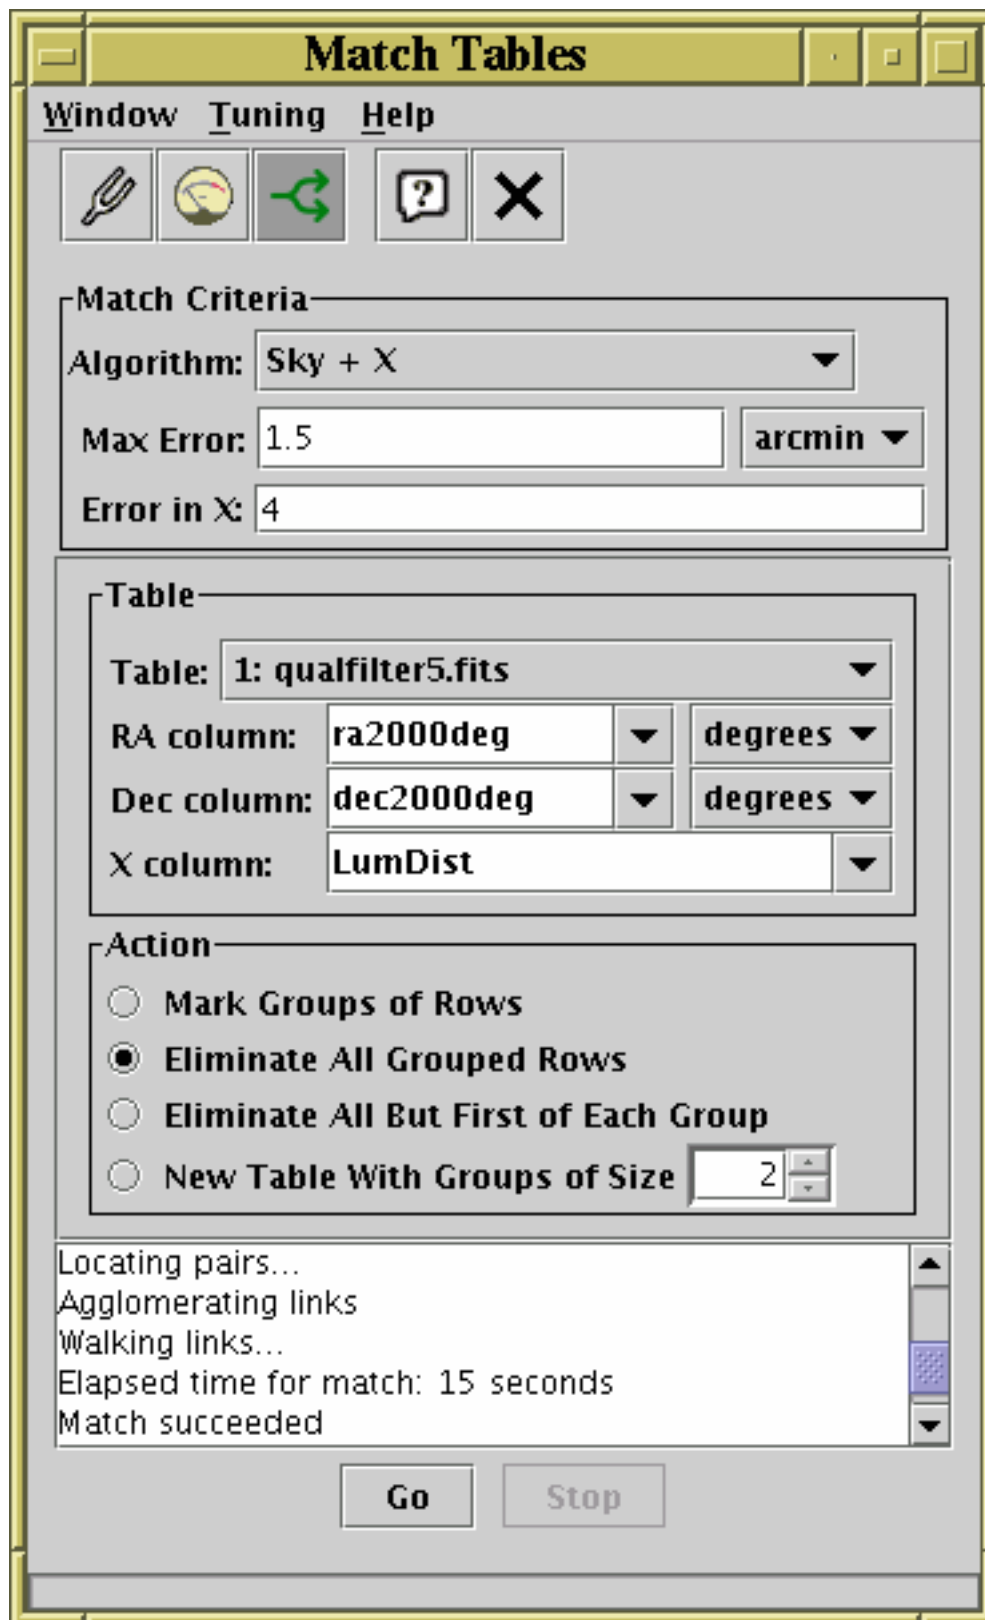 Match Tables
Window Tuning Help
?
Match Criteria
Algorithm: Sky + X
Max Error: 1.5 arcmin
Error in X: 4
Table
Table: 1: qualfilter5.fits
RA column: ra2000deg degrees
Dec column: dec2000deg degrees
X column: LumDist
Action
Mark Groups of Rows
Eliminate All Grouped Rows
Eliminate All But First of Each Group
New Table With Groups of Size 2
Locating pairs...
Agglomerating links
Walking links...
Elapsed time for match: 15 seconds
Match succeeded
Go Stop